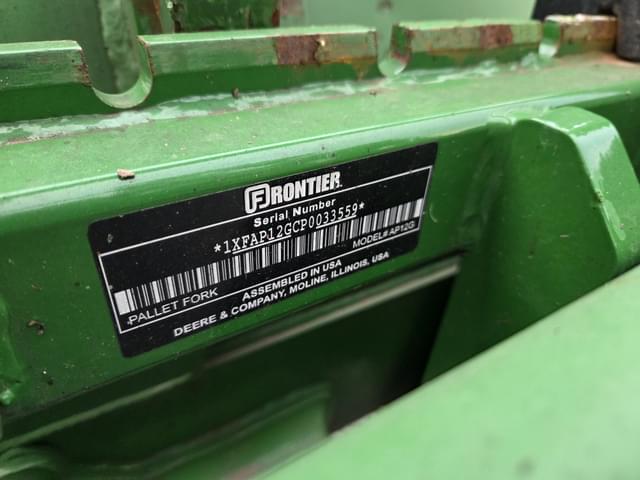 FRONTIER
Serial Number
*1XFAP12GCP0033559*
PALLET FORK MODEL# AP12G
ASSEMBLED IN USA
DEERE & COMPANY, MOLINE, ILLINOIS, USA